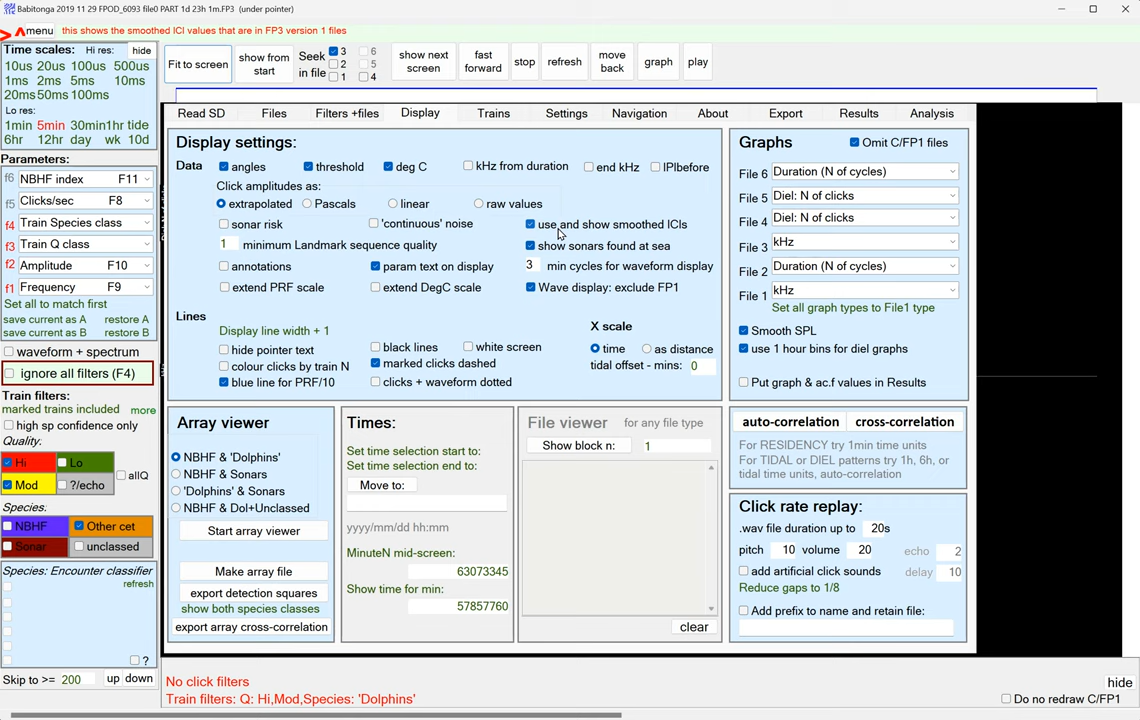 Babitonga 2019 11 29 FPOD_6093 file0 PART 1d 23h 1m.FP3 (under pointer)
menu this shows the smoothed ICI values that are in FP3 version 1 files
Time scales: Hi res: hide
10us 20us 100us 500us
1ms 2ms 5ms 10ms
20ms 50ms 100ms
Lo res:
1min 5min 30min 1hr tide
6hr 12hr day wk 10d
Fit to screen
show from start
Seek in file
3 6
2 5
1 4
show next screen
fast forward
stop
refresh
move back
graph
play
Parameters:
f6 NBHF index F11
f5 Clicks/sec F8
f4 Train Species class
f3 Train Q class
f2 Amplitude F10
f1 Frequency F9
Set all to match first
save current as A restore A
save current as B restore B
waveform + spectrum
ignore all filters (F4)
Train filters:
marked trains included more
high sp confidence only
Quality:
Hi Lo
Mod ?/echo
allQ
Species:
NBHF Other cet
Sonar unclassed
Species: Encounter classifier
refresh
?
Skip to >= 200 up down
Read SD Files Filters +files Display Trains Settings Navigation About Export Results Analysis
Display settings:
Data angles threshold deg C kHz from duration end kHz IPIbefore
Click amplitudes as:
extrapolated Pascals linear raw values
sonar risk 'continuous' noise use and show smoothed ICIs
1 minimum Landmark sequence quality show sonars found at sea
annotations param text on display 3 min cycles for waveform display
extend PRF scale extend DegC scale Wave display: exclude FP1
Lines
Display line width + 1
hide pointer text black lines white screen
colour clicks by train N marked clicks dashed
blue line for PRF/10 clicks + waveform dotted
X scale
time as distance
tidal offset - mins: 0
Graphs Omit C/FP1 files
File 6 Duration (N of cycles)
File 5 Diel: N of clicks
File 4 Diel: N of clicks
File 3 kHz
File 2 Duration (N of cycles)
File 1 kHz
Set all graph types to File1 type
Smooth SPL
use 1 hour bins for diel graphs
Put graph & ac.f values in Results
Array viewer
NBHF & 'Dolphins'
NBHF & Sonars
'Dolphins' & Sonars
NBHF & Dol+Unclassed
Start array viewer
Make array file
export detection squares
show both species classes
export array cross-correlation
Times:
Set time selection start to:
Set time selection end to:
Move to:
yyyy/mm/dd hh:mm
MinuteN mid-screen:
63073345
Show time for min:
57857760
File viewer for any file type
Show block n: 1
clear
auto-correlation cross-correlation
For RESIDENCY try 1min time units
For TIDAL or DIEL patterns try 1h, 6h, or
tidal time units, auto-correlation
Click rate replay:
.wav file duration up to 20s
pitch 10 volume 20 echo 2
add artificial click sounds delay 10
Reduce gaps to 1/8
Add prefix to name and retain file:
No click filters
Train filters: Q: Hi,Mod,Species: 'Dolphins'
hide
Do no redraw C/FP1